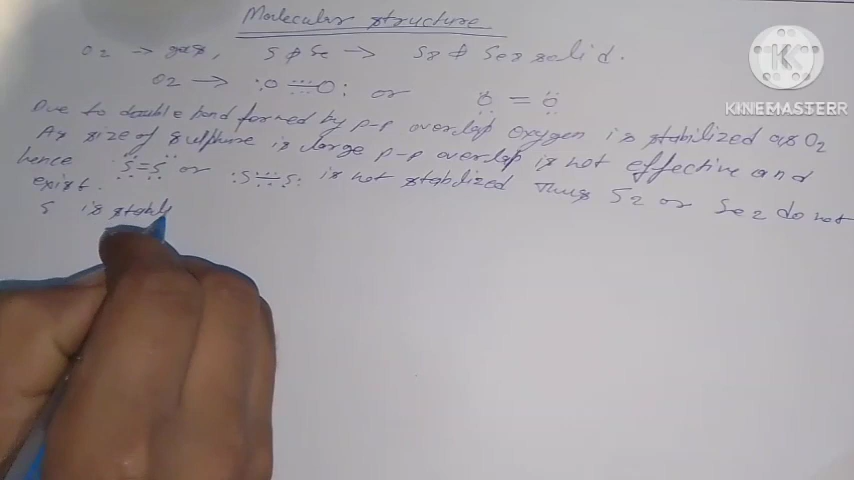 Molecular structure
O2 → gas, S & Se → S8 & Se8 solid.
O2 → :O⩶O: or Ö = Ö
Due to double bond formed by p-p overlap Oxygen is stabilized as O2
As size of sulphur is large p-p overlap is not effective and
hence S=S or :S⩶S: is not stabilized Thus S2 or Se2 do not
exist.
S is stabl
K
KINEMASTERR